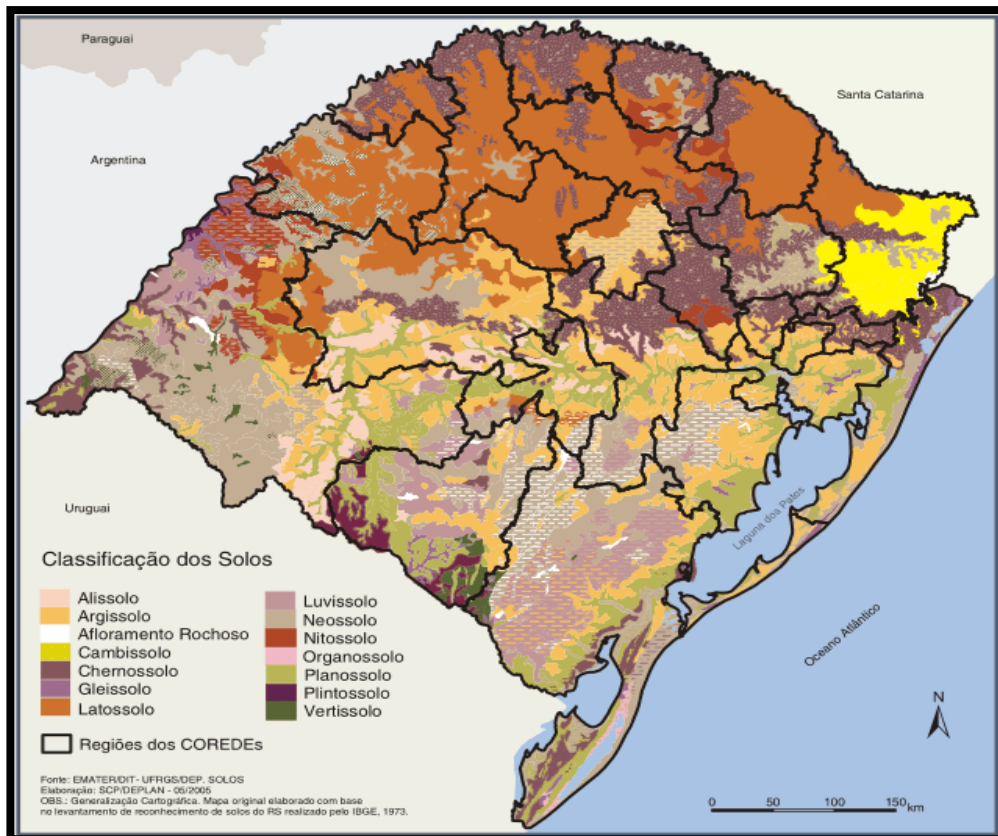 Paraguai
Santa Catarina
Argentina
Uruguai
Laguna dos Patos
Oceano Atlântico
Classificação dos Solos
Alissolo
Argissolo
Afloramento Rochoso
Cambissolo
Chernossolo
Gleissolo
Latossolo
Luvissolo
Neossolo
Nitossolo
Organossolo
Planossolo
Plintossolo
Vertissolo
Regiões dos COREDEs
N
Fonte: EMATER/DIT- UFRGS/DEP. SOLOS
Elaboração: SCP/DEPLAN - 05/2005
OBS.: Generalização Cartográfica. Mapa original elaborado com base
no levantamento de reconhecimento de solos do RS realizado pelo IBGE, 1973.
0 50 100 150 km